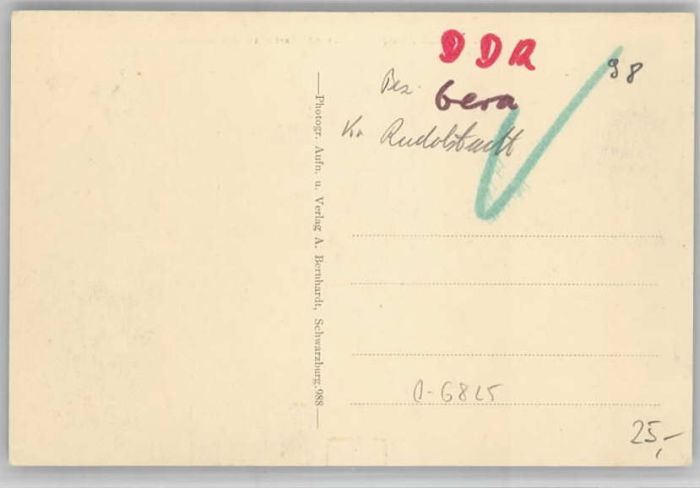 DDR
98
Bez. Gera
Kr. Rudolstadt
—Photogr. Aufn. u. Verlag A. Bernhardt, Schwarzburg. 988—
O-6825
25,-